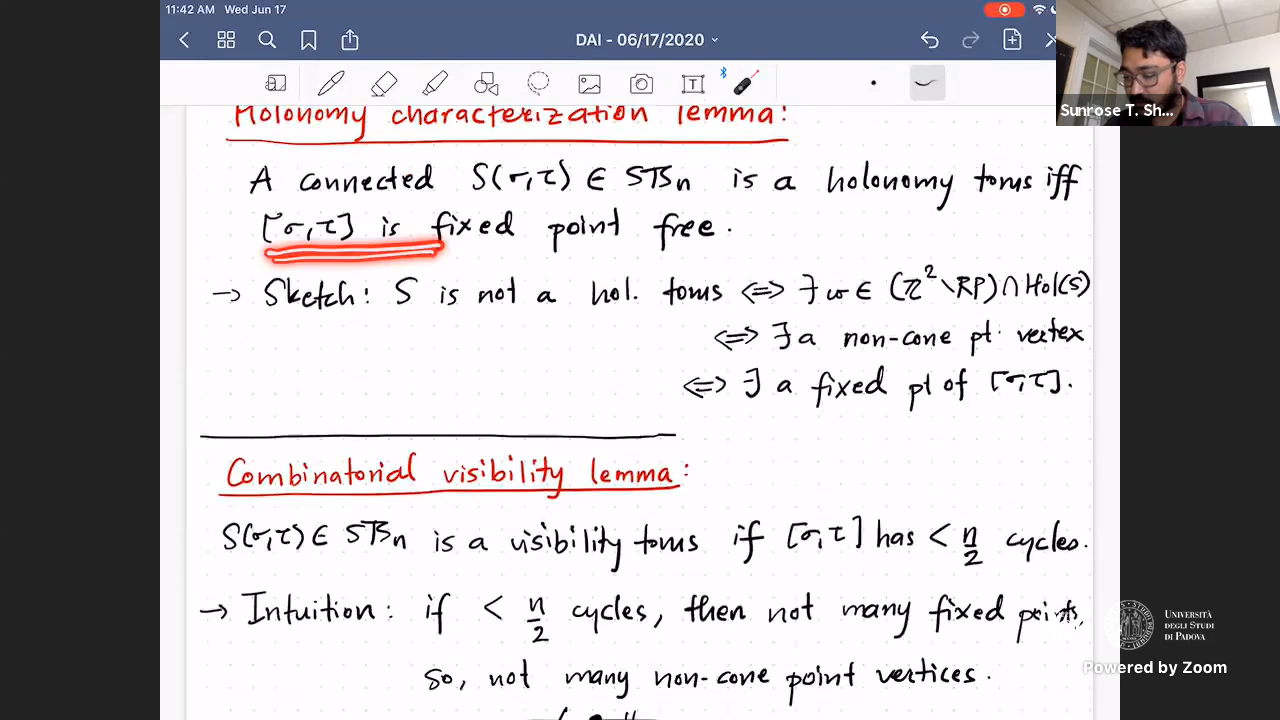 11:42 AM Wed Jun 17
DAI - 06/17/2020
T
Sunrose T. Sh...
Holonomy characterization lemma:
A connected S(σ,τ) ∈ STSn is a holonomy torus iff
[σ,τ] is fixed point free.
→ Sketch: S is not a hol. torus ⟺ ∃ w ∈ (ℤ² \ RP) ∩ Hol(S)
⟺ ∃ a non-cone pt. vertex
⟺ ∃ a fixed pt of [σ,τ].
Combinatorial visibility lemma:
S(σ,τ) ∈ STSn is a visibility torus if [σ,τ] has < n/2 cycles.
→ Intuition: if < n/2 cycles, then not many fixed points
so, not many non-cone point vertices.
UNIVERSITÀ
DEGLI STUDI
DI PADOVA
Powered by Zoom